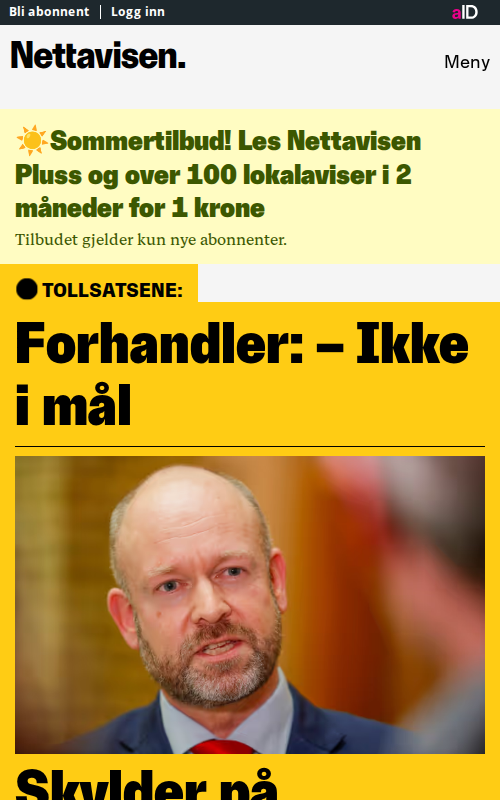 Bli abonnent | Logg inn
aID
Nettavisen.
Meny
☀️Sommertilbud! Les Nettavisen
Pluss og over 100 lokalaviser i 2
måneder for 1 krone
Tilbudet gjelder kun nye abonnenter.
TOLLSATSENE:
Forhandler: – Ikke
i mål
Skylder på